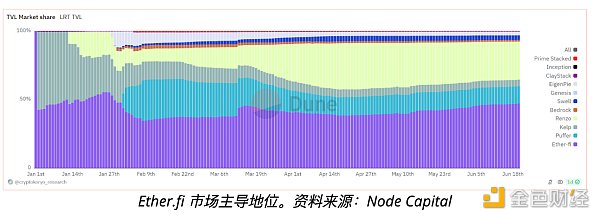 TVL Market share LRT TVL
100%
50%
0
Jan 1st
Jan 14th
Jan 27th
Feb 9th
Feb 22nd
Mar 6th
Mar 19th
Apr 1st
Apr 14th
Apr 27th
May 10th
May 23rd
Jun 5th
Jun 18th
All
Prime Stacked
Inception
ClayStack
EigenPie
Genesis
Swell
Bedrock
Renzo
Kelp
Puffer
Ether-fi
Dune
@cryptokoryo_research
1d
Ether.fi 市场主导地位。资料来源：Node Capital
金色财经